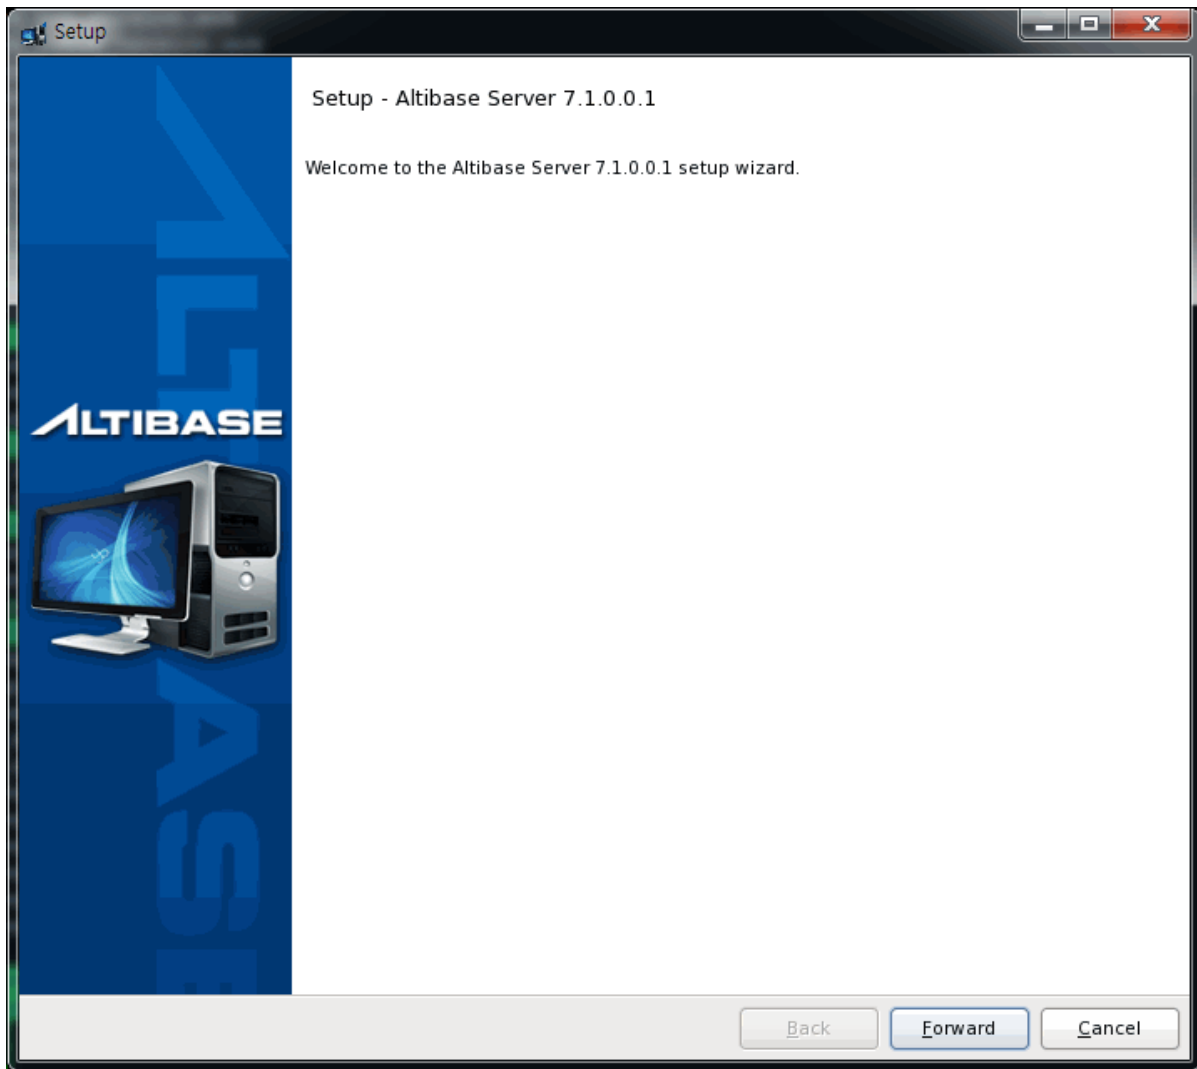 Setup
Setup - Altibase Server 7.1.0.0.1
Welcome to the Altibase Server 7.1.0.0.1 setup wizard.
ALTIBASE
ALTIBASE
Back
Forward
Cancel